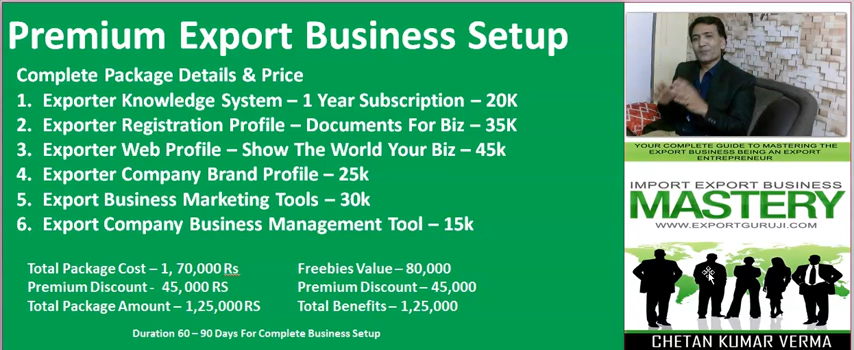 Premium Export Business Setup
Complete Package Details & Price
1. Exporter Knowledge System – 1 Year Subscription – 20K
2. Exporter Registration Profile – Documents For Biz – 35K
3. Exporter Web Profile – Show The World Your Biz – 45k
4. Exporter Company Brand Profile – 25k
5. Export Business Marketing Tools – 30k
6. Export Company Business Management Tool – 15k
Total Package Cost – 1, 70,000 Rs
Premium Discount - 45,000 RS
Total Package Amount – 1,25,000 RS
Freebies Value – 80,000
Premium Discount – 45,000
Total Benefits – 1,25,000
Duration 60 – 90 Days For Complete Business Setup
YOUR COMPLETE GUIDE TO MASTERING THE
EXPORT BUSINESS BEING AN EXPORT
ENTREPRENEUR
IMPORT EXPORT BUSINESS
MASTERY
WWW.EXPORTGURUJI.COM
CHETAN KUMAR VERMA